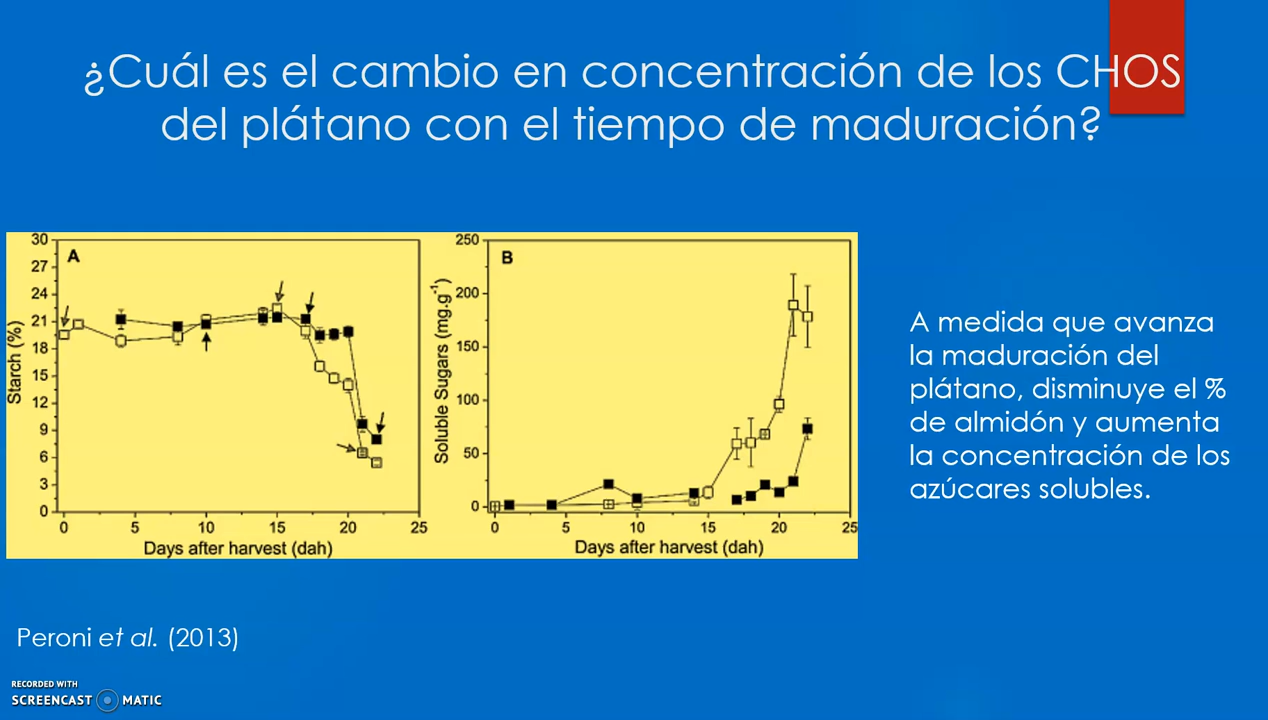 ¿Cuál es el cambio en concentración de los CHOS
del plátano con el tiempo de maduración?
30
27
24
21
18
15
12
9
6
3
0
A
Starch (%)
0 5 10 15 20 25
Days after harvest (dah)
250
200
150
100
50
0
B
Soluble Sugars (mg.g-1)
0 5 10 15 20 25
Days after harvest (dah)
A medida que avanza
la maduración del
plátano, disminuye el %
de almidón y aumenta
la concentración de los
azúcares solubles.
Peroni et al. (2013)
RECORDED WITH
SCREENCAST MATIC